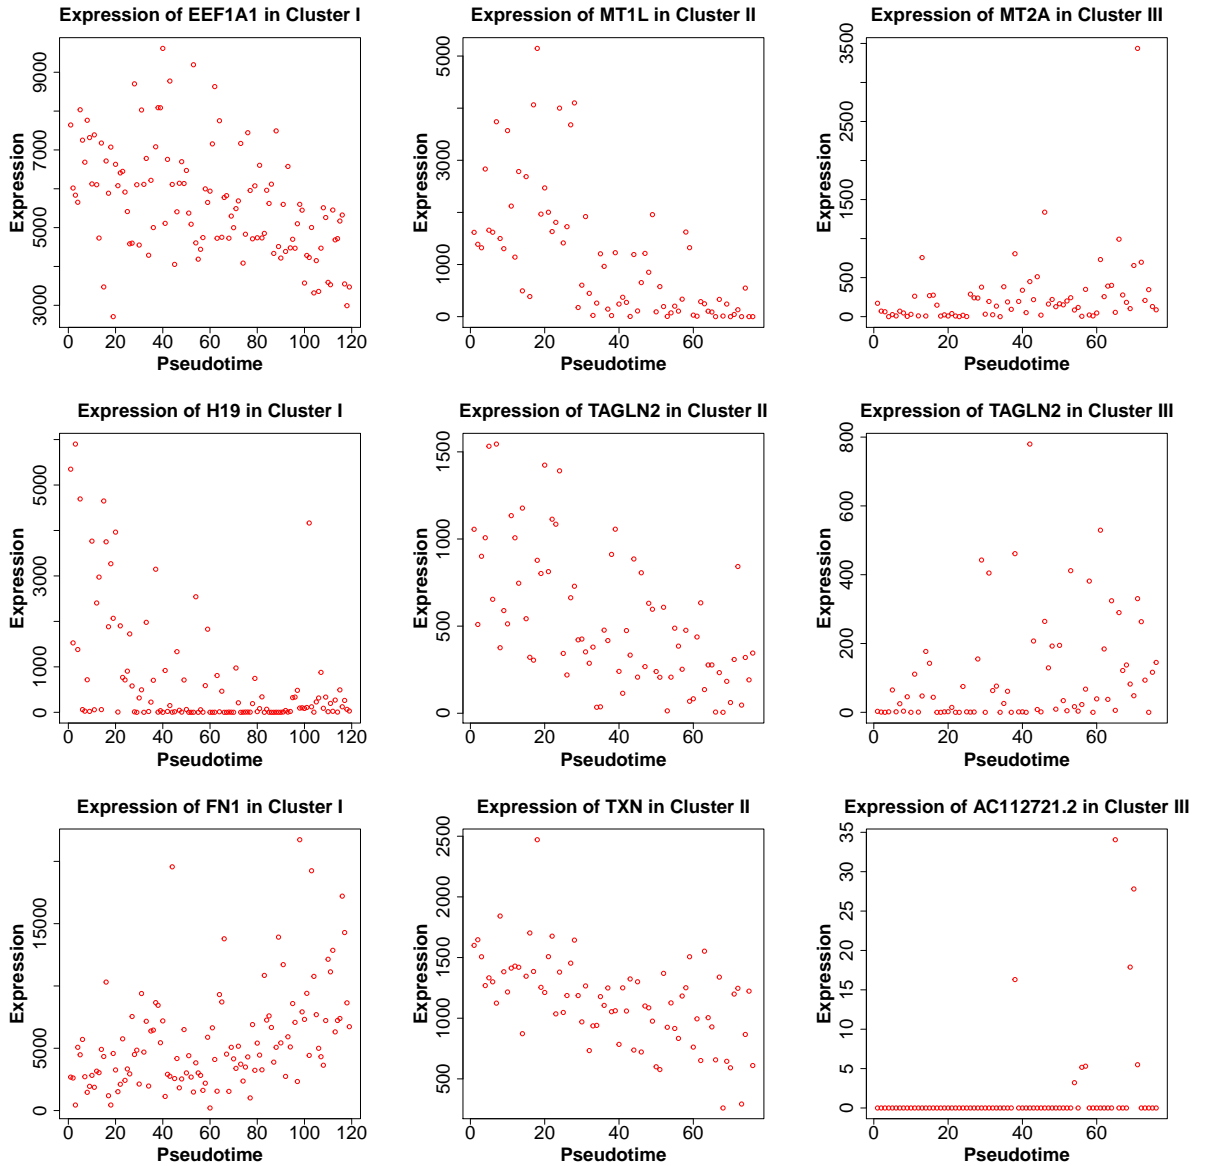 Expression of EEF1A1 in Cluster I
Expression
3000 5000 7000 9000
0 20 40 60 80 100 120
Pseudotime
Expression of MT1L in Cluster II
Expression
0 1000 3000 5000
0 20 40 60
Pseudotime
Expression of MT2A in Cluster III
Expression
0 500 1500 2500 3500
0 20 40 60
Pseudotime
Expression of H19 in Cluster I
Expression
0 1000 3000 5000
0 20 40 60 80 100 120
Pseudotime
Expression of TAGLN2 in Cluster II
Expression
0 500 1000 1500
0 20 40 60
Pseudotime
Expression of TAGLN2 in Cluster III
Expression
0 200 400 600 800
0 20 40 60
Pseudotime
Expression of FN1 in Cluster I
Expression
0 5000 15000
0 20 40 60 80 100 120
Pseudotime
Expression of TXN in Cluster II
Expression
500 1000 1500 2000 2500
0 20 40 60
Pseudotime
Expression of AC112721.2 in Cluster III
Expression
0 5 10 15 20 25 30 35
0 20 40 60
Pseudotime